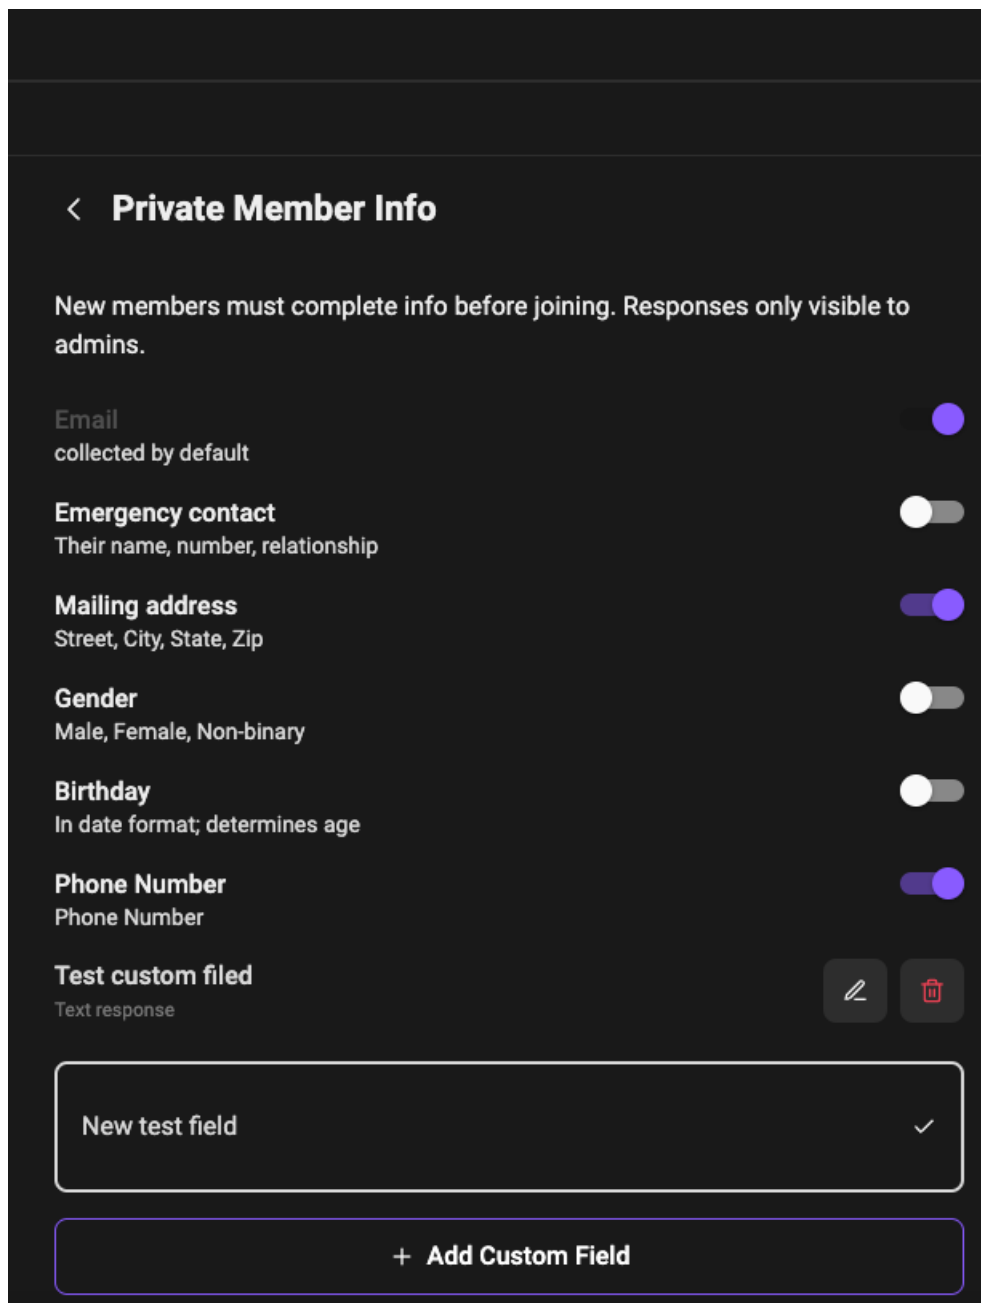 Private Member Info
New members must complete info before joining. Responses only visible to
admins.
Email
collected by default
Emergency contact
Their name, number, relationship
Mailing address
Street, City, State, Zip
Gender
Male, Female, Non-binary
Birthday
In date format; determines age
Phone Number
Phone Number
Test custom filed
Text response
New test field
+ Add Custom Field